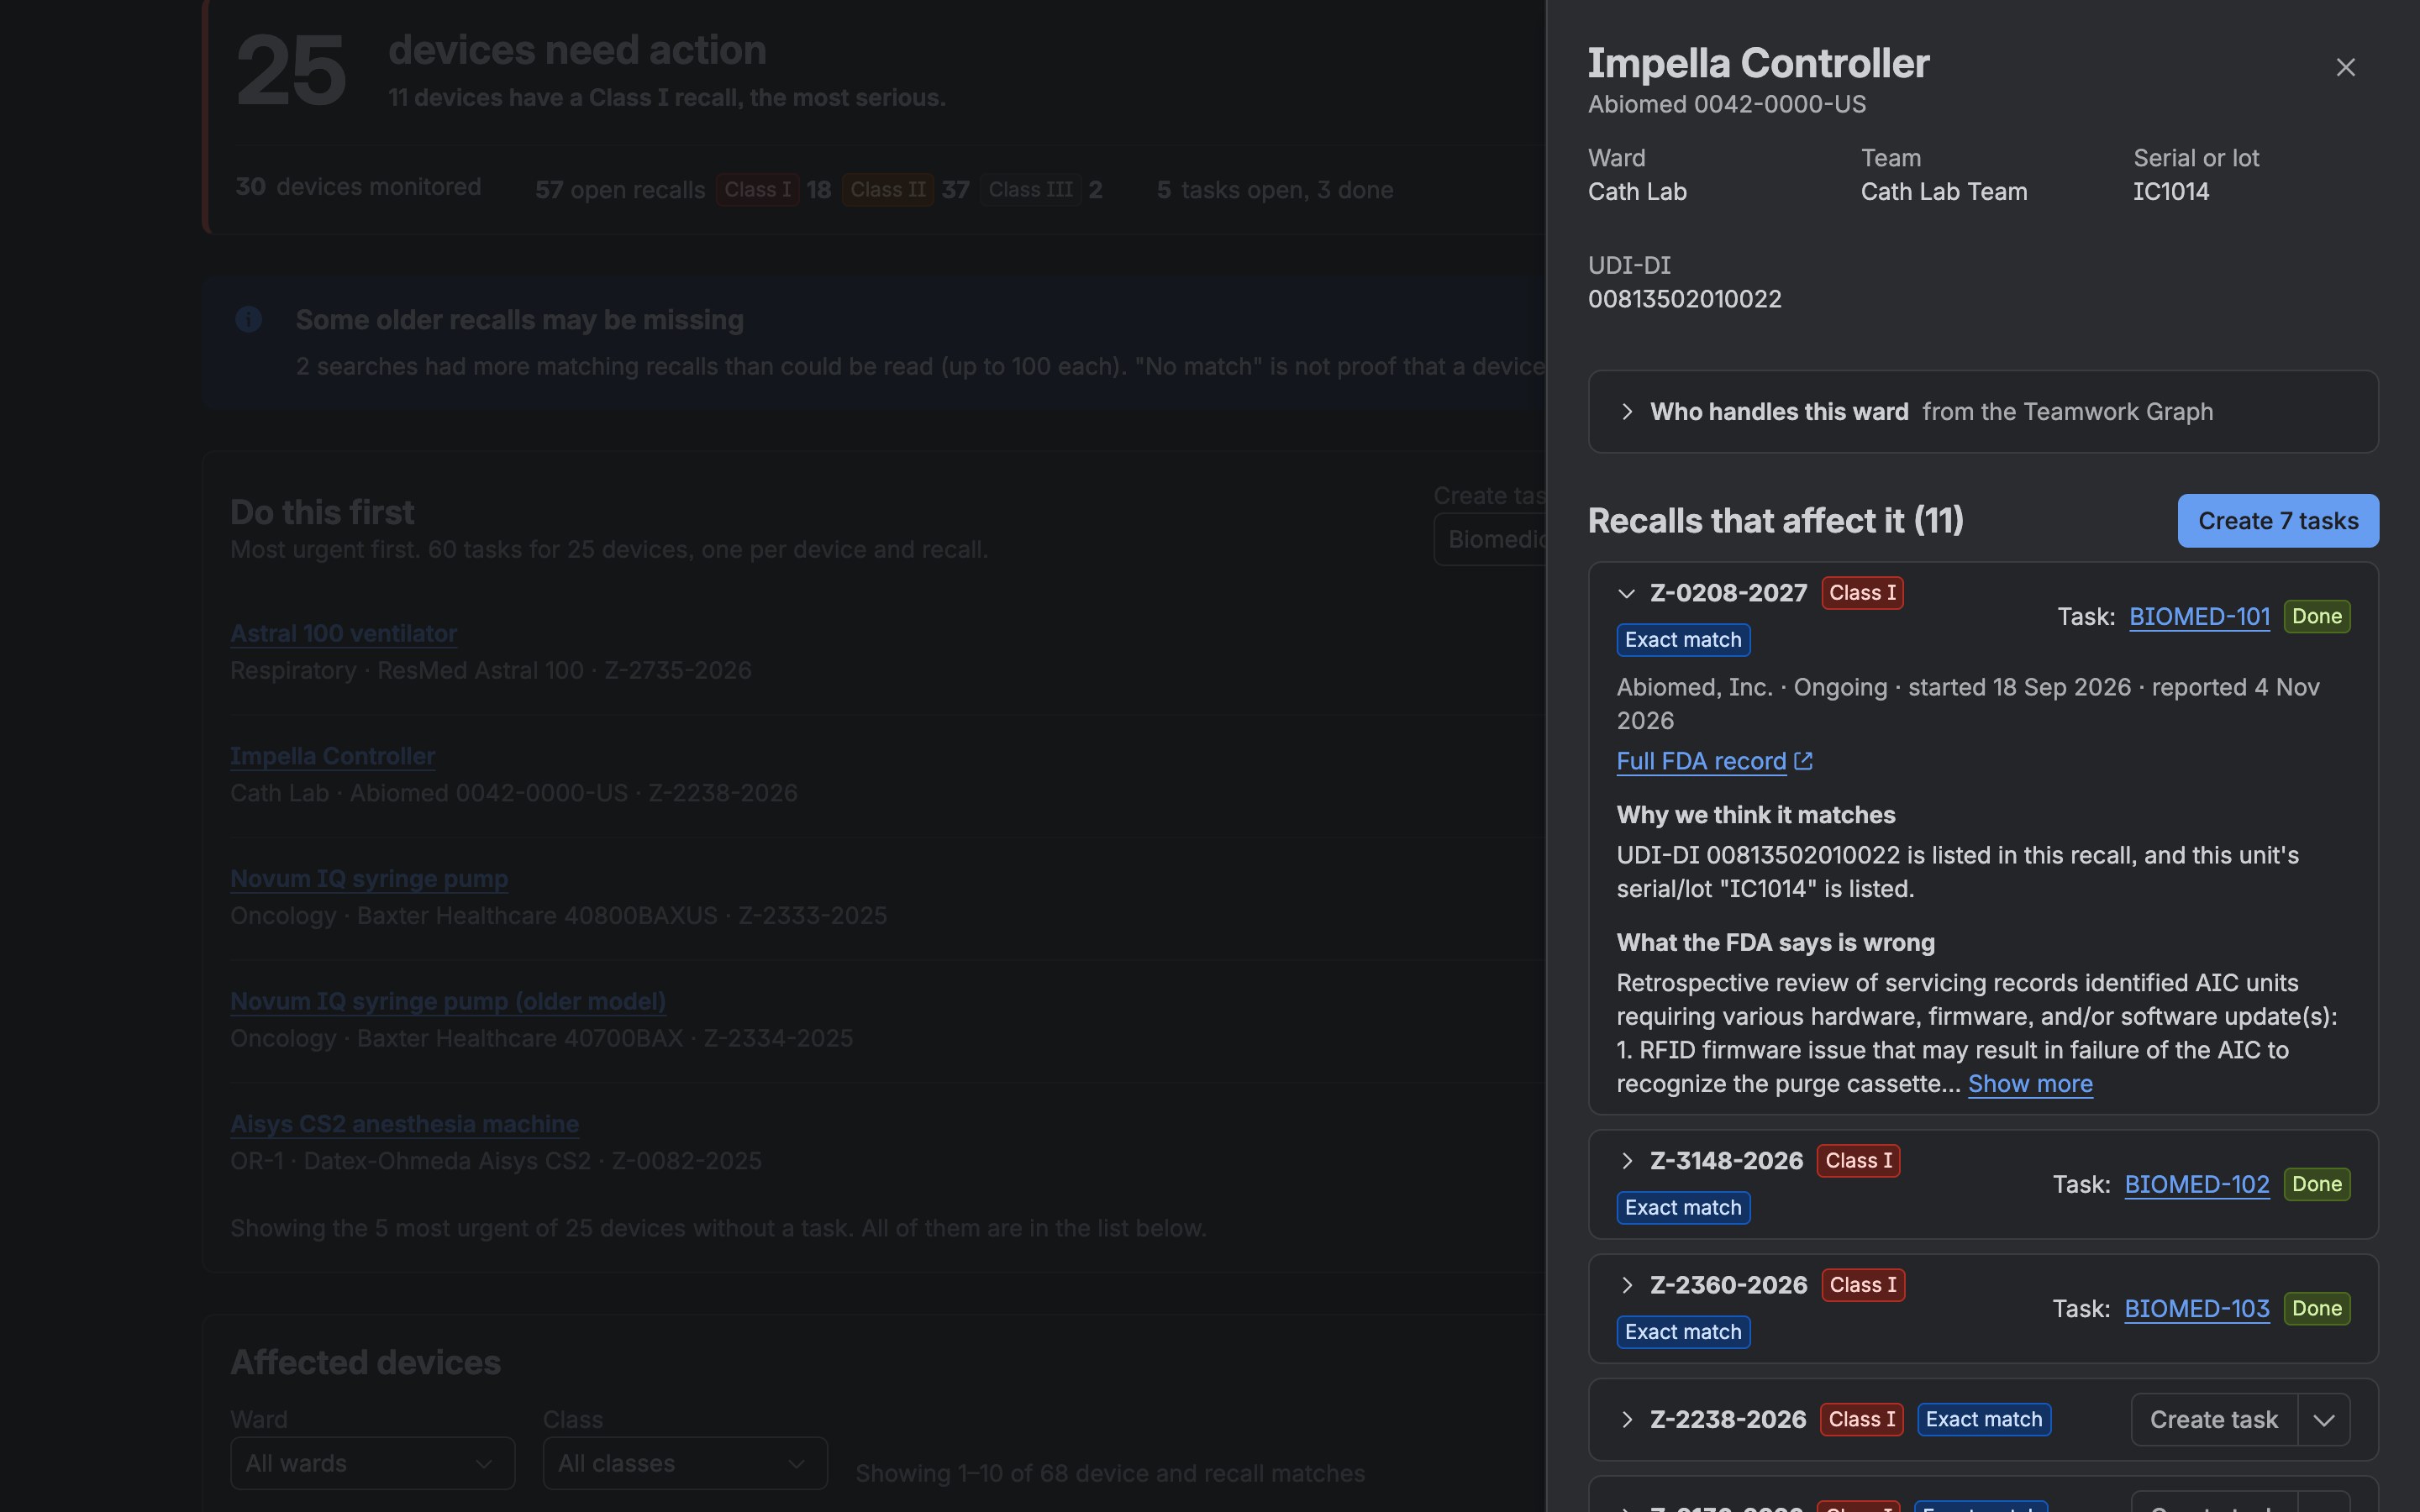 25
devices need action
11 devices have a Class I recall, the most serious.
30 devices monitored
57 open recalls Class I 18 Class II 37 Class III 2
5 tasks open, 3 done
Some older recalls may be missing
2 searches had more matching recalls than could be read (up to 100 each). "No match" is not proof that a device
Do this first
Most urgent first. 60 tasks for 25 devices, one per device and recall.
Create tas
Biomedic
Astral 100 ventilator
Respiratory · ResMed Astral 100 · Z-2735-2026
Impella Controller
Cath Lab · Abiomed 0042-0000-US · Z-2238-2026
Novum IQ syringe pump
Oncology · Baxter Healthcare 40800BAXUS · Z-2333-2025
Novum IQ syringe pump (older model)
Oncology · Baxter Healthcare 40700BAX · Z-2334-2025
Aisys CS2 anesthesia machine
OR-1 · Datex-Ohmeda Aisys CS2 · Z-0082-2025
Showing the 5 most urgent of 25 devices without a task. All of them are in the list below.
Affected devices
Ward
All wards
Class
All classes
Showing 1–10 of 68 device and recall matches
Impella Controller
Abiomed 0042-0000-US
Ward
Cath Lab
Team
Cath Lab Team
Serial or lot
IC1014
UDI-DI
00813502010022
Who handles this ward from the Teamwork Graph
Recalls that affect it (11)
Create 7 tasks
Z-0208-2027 Class I
Exact match
Task: BIOMED-101 Done
Abiomed, Inc. · Ongoing · started 18 Sep 2026 · reported 4 Nov
2026
Full FDA record
Why we think it matches
UDI-DI 00813502010022 is listed in this recall, and this unit's
serial/lot "IC1014" is listed.
What the FDA says is wrong
Retrospective review of servicing records identified AIC units
requiring various hardware, firmware, and/or software update(s):
1. RFID firmware issue that may result in failure of the AIC to
recognize the purge cassette... Show more
Z-3148-2026 Class I
Exact match
Task: BIOMED-102 Done
Z-2360-2026 Class I
Exact match
Task: BIOMED-103 Done
Z-2238-2026 Class I Exact match
Create task